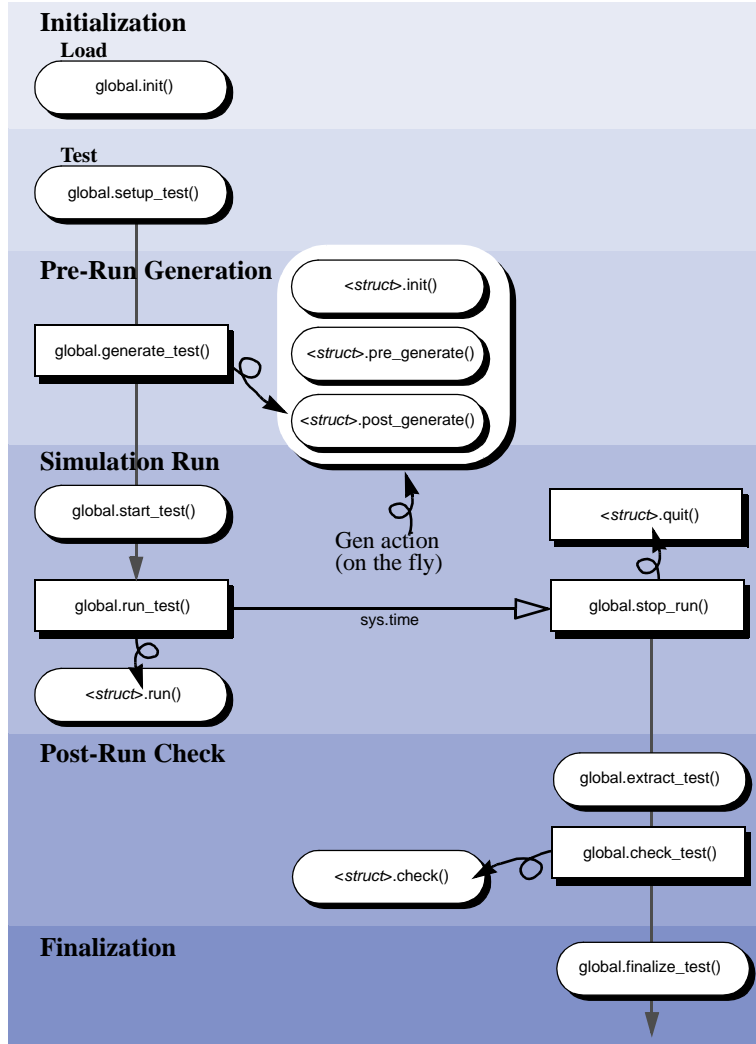 Initialization
Load
global.init()
Test
global.setup_test()
Pre-Run Generation
<struct>.init()
global.generate_test()
<struct>.pre_generate()
<struct>.post_generate()
Simulation Run
global.start_test()
<struct>.quit()
Gen action
(on the fly)
global.run_test()
sys.time
global.stop_run()
<struct>.run()
Post-Run Check
global.extract_test()
global.check_test()
<struct>.check()
Finalization
global.finalize_test()